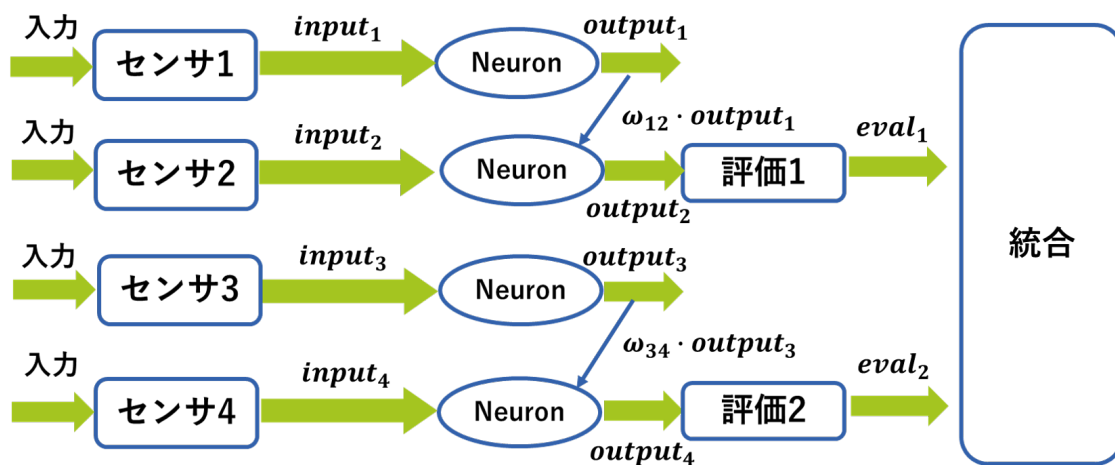 入力
センサ1
input₁
Neuron
output₁
ω₁₂ · output₁
入力
センサ2
input₂
Neuron
output₂
評価1
eval₁
入力
センサ3
input₃
Neuron
output₃
ω₃₄ · output₃
入力
センサ4
input₄
Neuron
output₄
評価2
eval₂
統合